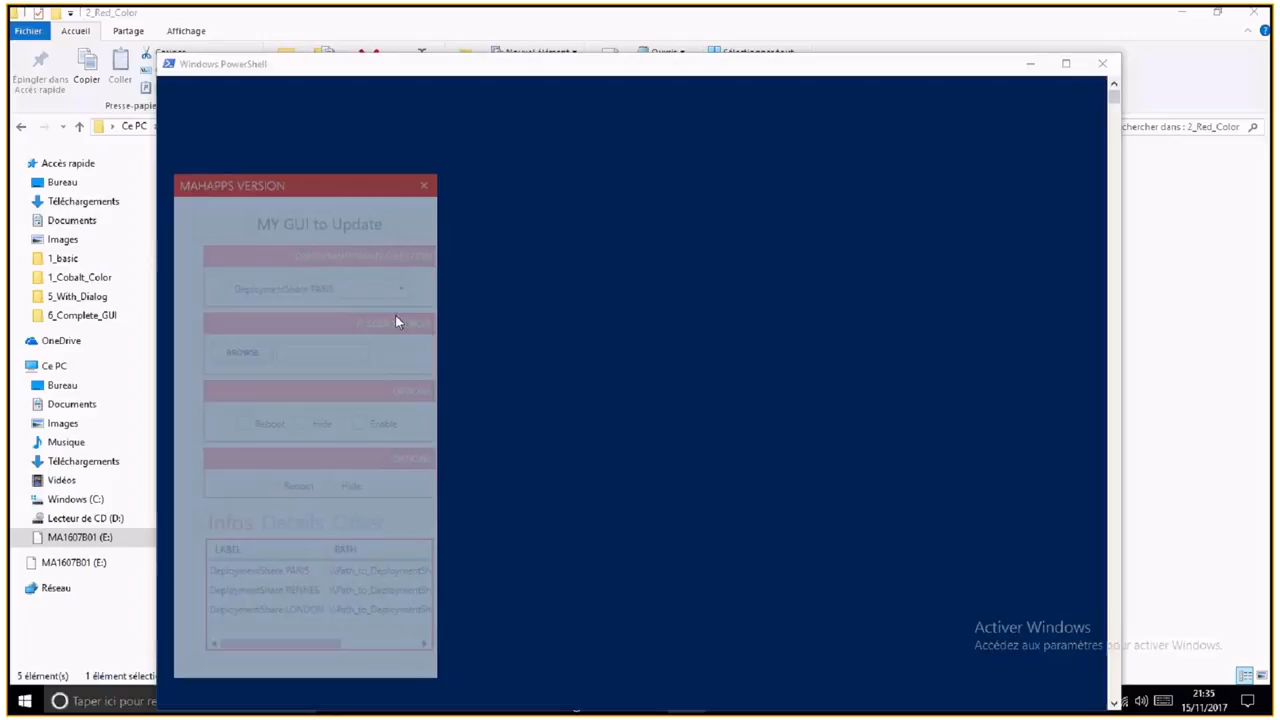 2_Red_Color
Fichier
Accueil
Partage
Affichage
Épingler dans
Accès rapide
Copier
Coller
Presse-papie
Windows PowerShell
Ce PC
chercher dans : 2_Red_Color
Accès rapide
Bureau
Téléchargements
Documents
Images
1_basic
1_Cobalt_Color
5_With_Dialog
6_Complete_GUI
OneDrive
Ce PC
Bureau
Documents
Images
Musique
Téléchargements
Vidéos
Windows (C:)
Lecteur de CD (D:)
MA1607B01 (E:)
MA1607B01 (E:)
Réseau
MAHAPPS VERSION
MY GUI to Update
DeploymentShare PARIS
BROWSE
Reboot Hide Enable
Reboot Hide
Infos Details Other
LABEL PATH
DeploymentShare PARIS \\Path_to_DeploymentSh
DeploymentShare RENNES \\Path_to_DeploymentSh
DeploymentShare LONDON \\Path_to_DeploymentSh
Activer Windows
Accédez aux paramètres pour activer Windows.
5 élément(s) 1 élément sélecti
Taper ici pour re
21:35
15/11/2017